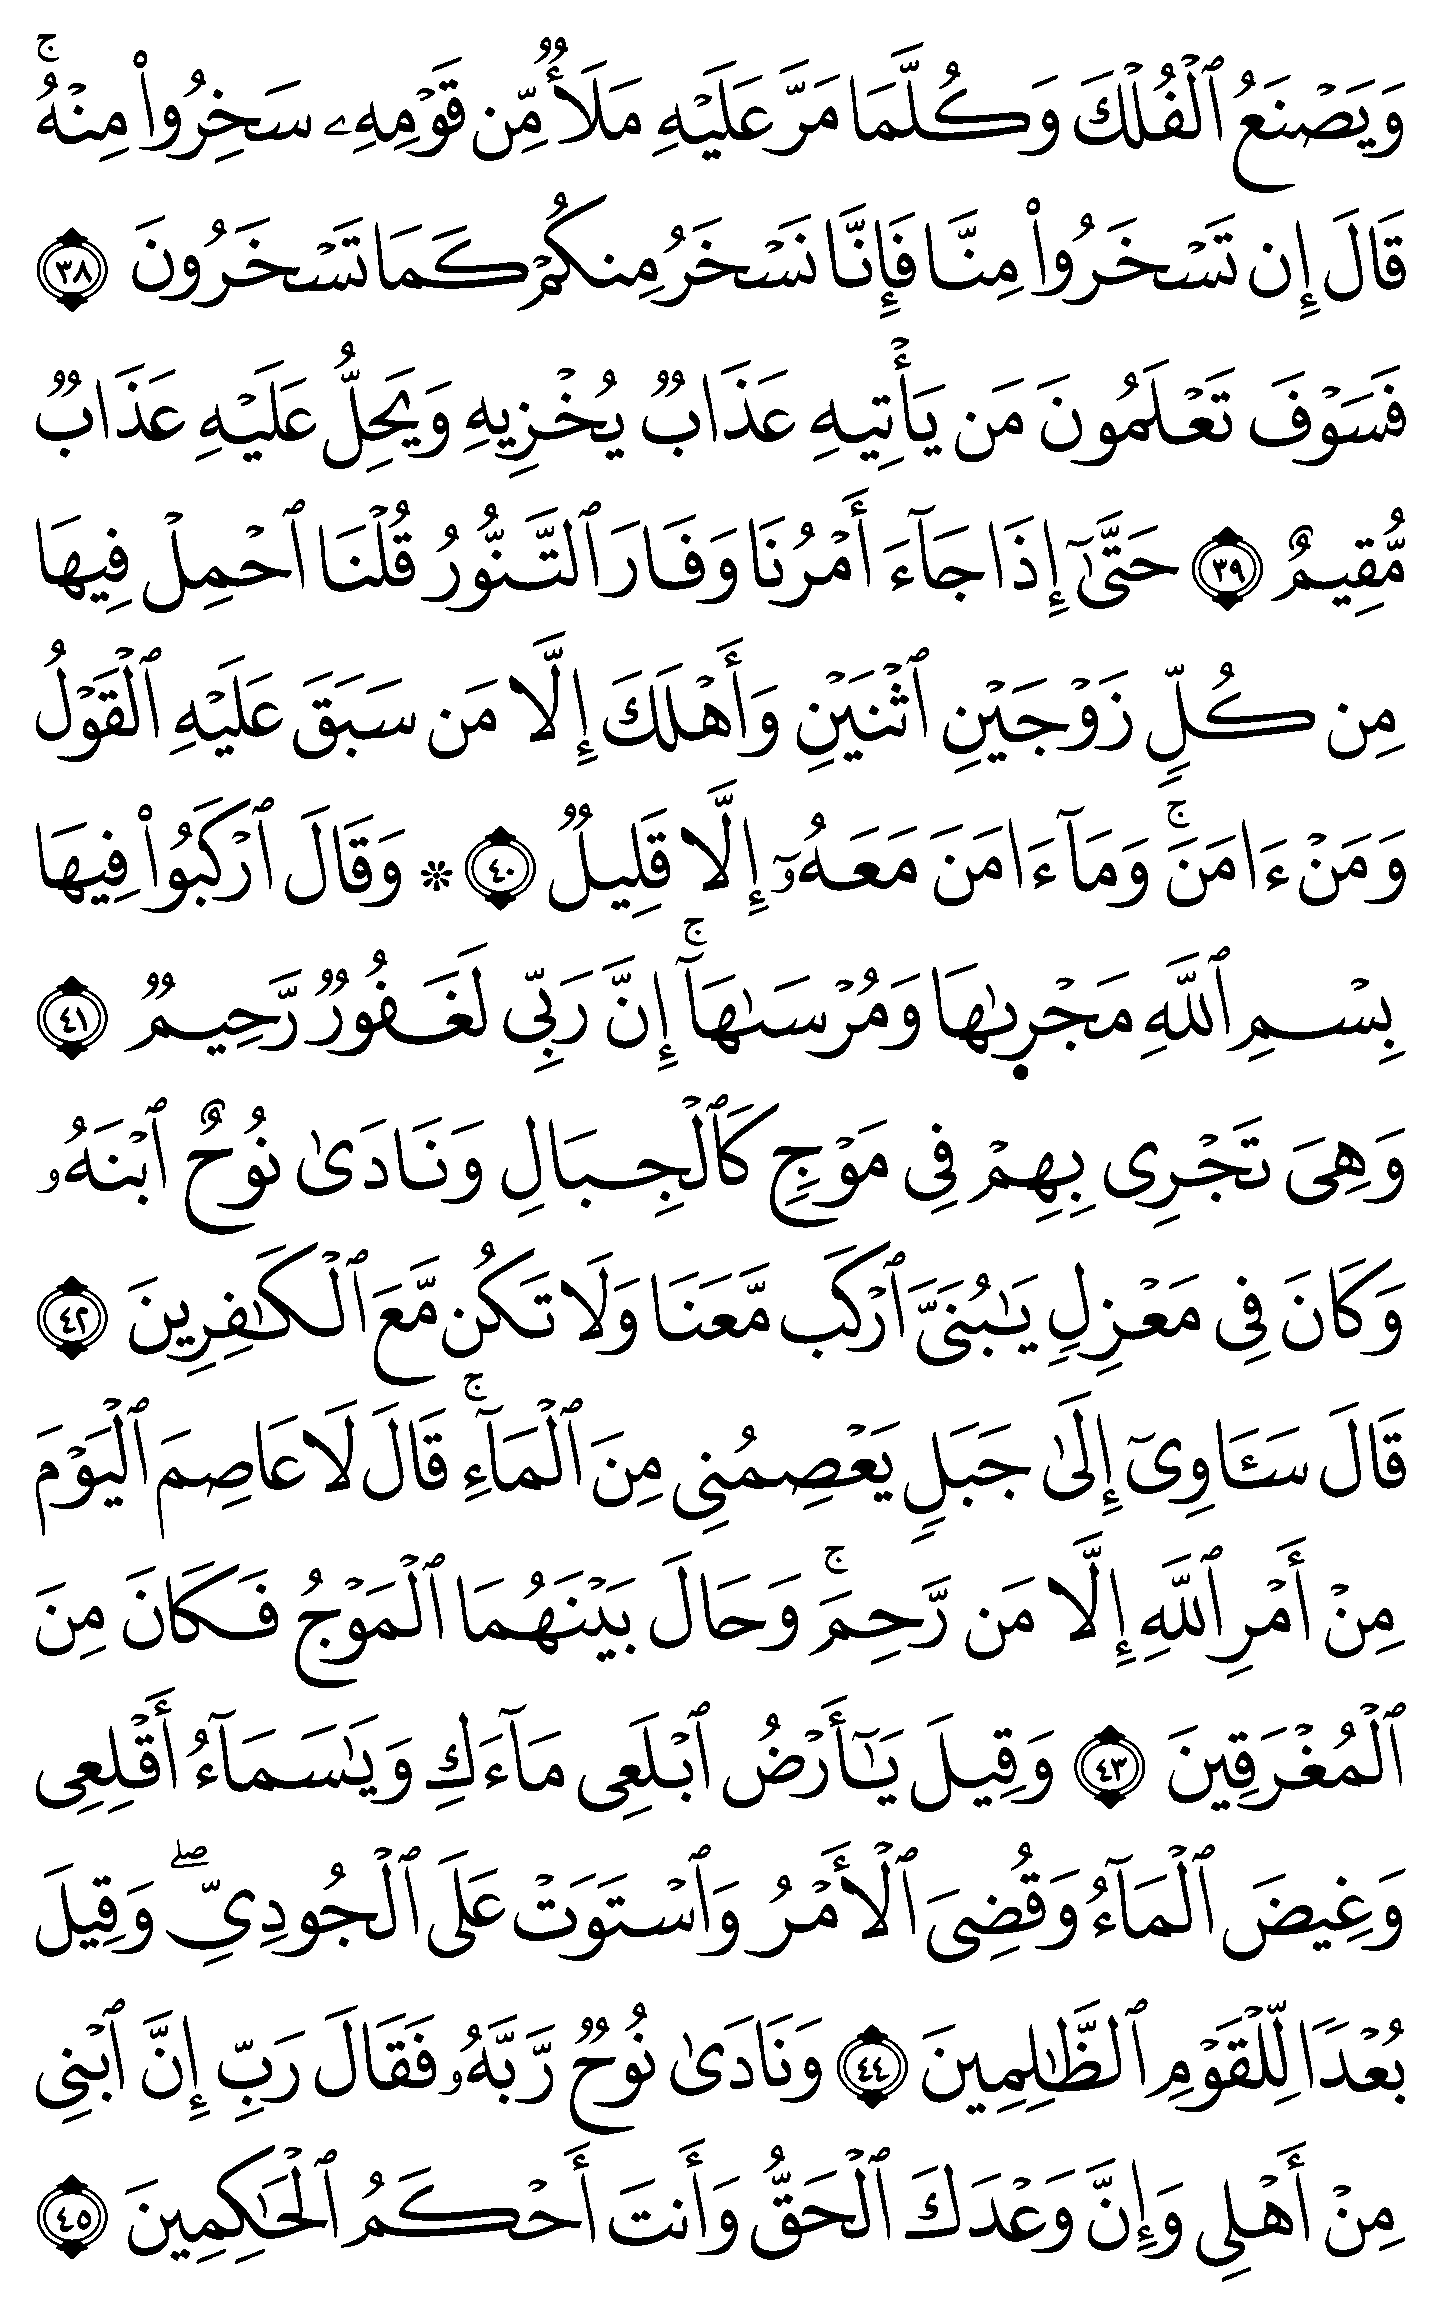 وَيَصْنَعُ ٱلْفُلْكَ وَكُلَّمَا مَرَّ عَلَيْهِ مَلَأٌ مِّن قَوْمِهِۦ سَخِرُوا۟ مِنْهُ ۚ
قَالَ إِن تَسْخَرُوا۟ مِنَّا فَإِنَّا نَسْخَرُ مِنكُمْ كَمَا تَسْخَرُونَ ٣٨
فَسَوْفَ تَعْلَمُونَ مَن يَأْتِيهِ عَذَابٌ يُخْزِيهِ وَيَحِلُّ عَلَيْهِ عَذَابٌ
مُّقِيمٌ ٣٩ حَتَّىٰٓ إِذَا جَآءَ أَمْرُنَا وَفَارَ ٱلتَّنُّورُ قُلْنَا ٱحْمِلْ فِيهَا
مِن كُلٍّ زَوْجَيْنِ ٱثْنَيْنِ وَأَهْلَكَ إِلَّا مَن سَبَقَ عَلَيْهِ ٱلْقَوْلُ
وَمَنْ ءَامَنَ ۚ وَمَآ ءَامَنَ مَعَهُۥٓ إِلَّا قَلِيلٌ ٤٠ ۞ وَقَالَ ٱرْكَبُوا۟ فِيهَا
بِسْمِ ٱللَّهِ مَجْر۪ىٰهَا وَمُرْسَىٰهَآ ۚ إِنَّ رَبِّى لَغَفُورٌ رَّحِيمٌ ٤١
وَهِىَ تَجْرِى بِهِمْ فِى مَوْجٍ كَٱلْجِبَالِ وَنَادَىٰ نُوحٌ ٱبْنَهُۥ
وَكَانَ فِى مَعْزِلٍ يَـٰبُنَىَّ ٱرْكَب مَّعَنَا وَلَا تَكُن مَّعَ ٱلْكَـٰفِرِينَ ٤٢
قَالَ سَـَٔاوِىٓ إِلَىٰ جَبَلٍ يَعْصِمُنِى مِنَ ٱلْمَآءِ ۚ قَالَ لَا عَاصِمَ ٱلْيَوْمَ
مِنْ أَمْرِ ٱللَّهِ إِلَّا مَن رَّحِمَ ۚ وَحَالَ بَيْنَهُمَا ٱلْمَوْجُ فَكَانَ مِنَ
ٱلْمُغْرَقِينَ ٤٣ وَقِيلَ يَـٰٓأَرْضُ ٱبْلَعِى مَآءَكِ وَيَـٰسَمَآءُ أَقْلِعِى
وَغِيضَ ٱلْمَآءُ وَقُضِىَ ٱلْأَمْرُ وَٱسْتَوَتْ عَلَى ٱلْجُودِىِّ ۖ وَقِيلَ
بُعْدًا لِّلْقَوْمِ ٱلظَّـٰلِمِينَ ٤٤ وَنَادَىٰ نُوحٌ رَّبَّهُۥ فَقَالَ رَبِّ إِنَّ ٱبْنِى
مِنْ أَهْلِى وَإِنَّ وَعْدَكَ ٱلْحَقُّ وَأَنتَ أَحْكَمُ ٱلْحَـٰكِمِينَ ٤٥